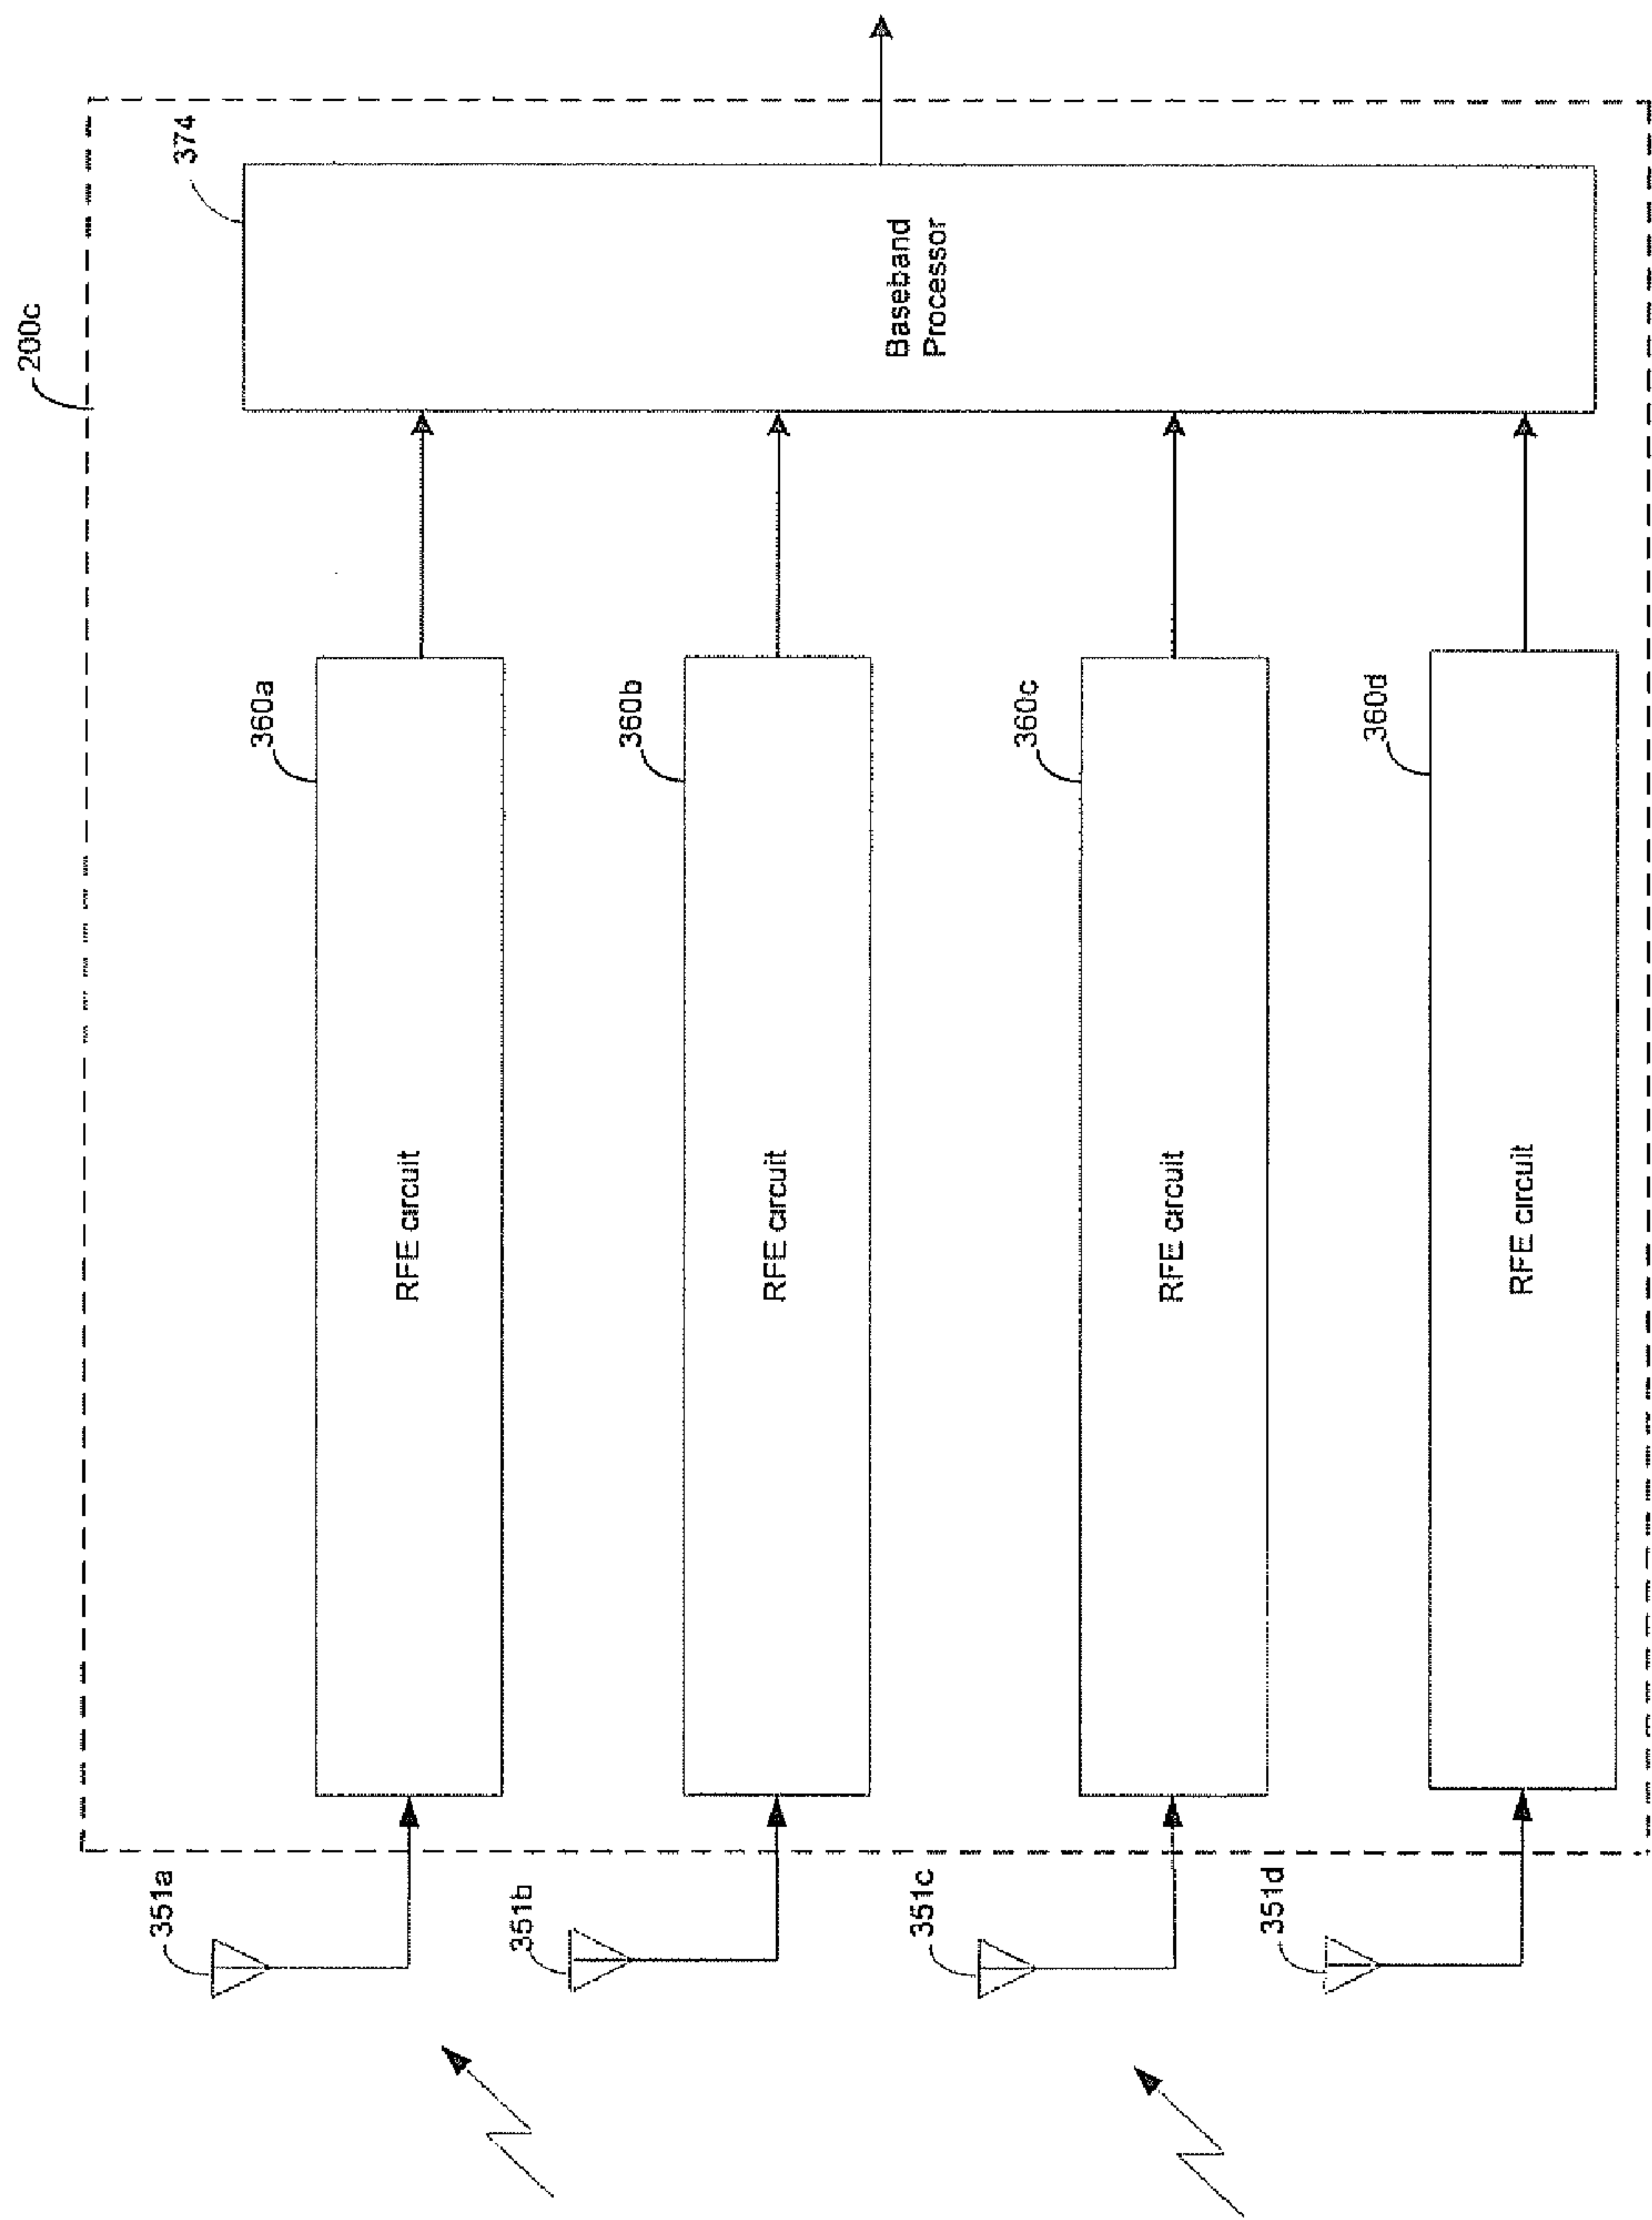 200c
374
351a
360a
RFE circuit
351b
360b
RFE circuit
Baseband
Processor
351c
360c
RFE circuit
351d
360d
RFE circuit